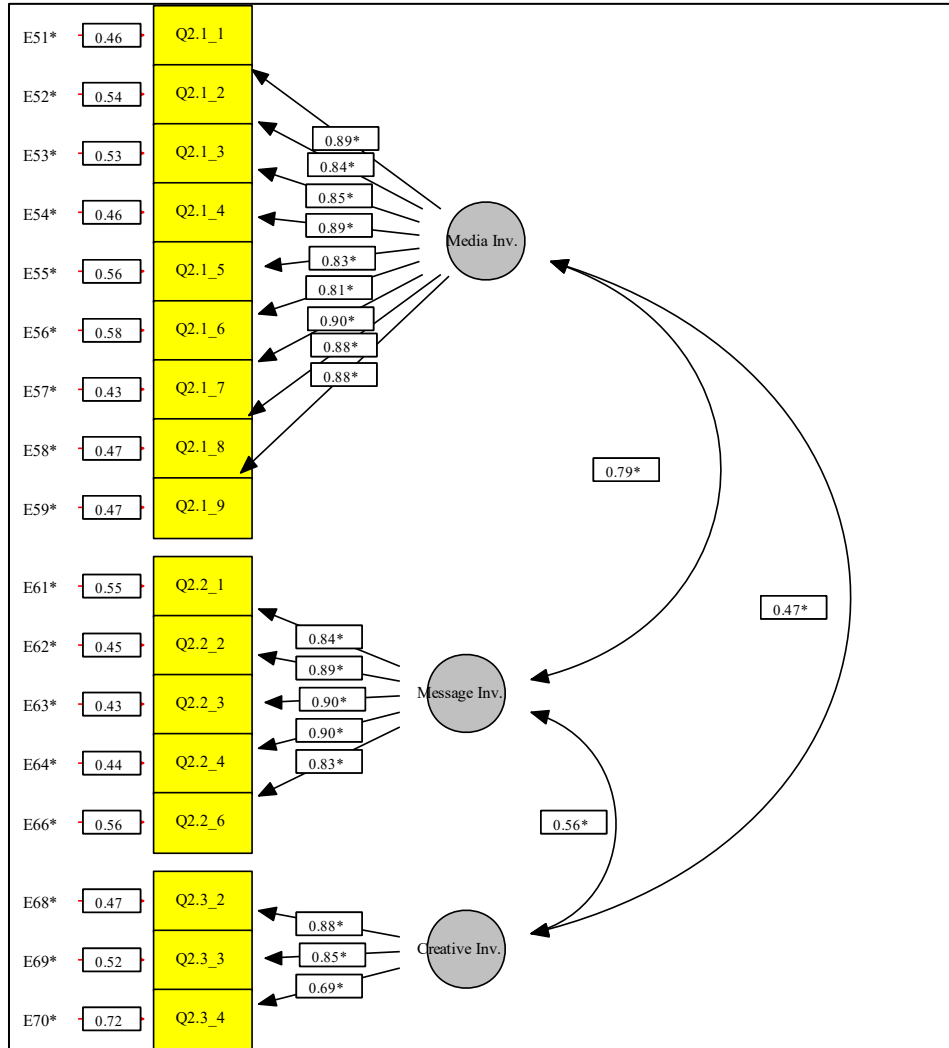 E51* 0.46 Q2.1_1
E52* 0.54 Q2.1_2
E53* 0.53 Q2.1_3
E54* 0.46 Q2.1_4
E55* 0.56 Q2.1_5
E56* 0.58 Q2.1_6
E57* 0.43 Q2.1_7
E58* 0.47 Q2.1_8
E59* 0.47 Q2.1_9
0.89*
0.84*
0.85*
0.89*
0.83*
0.81*
0.90*
0.88*
0.88*
Media Inv.
0.79*
0.47*
E61* 0.55 Q2.2_1
E62* 0.45 Q2.2_2
E63* 0.43 Q2.2_3
E64* 0.44 Q2.2_4
E66* 0.56 Q2.2_6
0.84*
0.89*
0.90*
0.90*
0.83*
Message Inv.
0.56*
E68* 0.47 Q2.3_2
E69* 0.52 Q2.3_3
E70* 0.72 Q2.3_4
0.88*
0.85*
0.69*
Creative Inv.